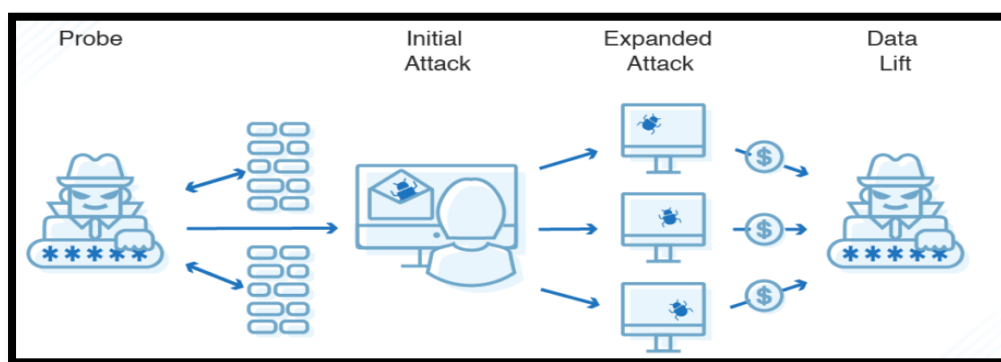 Probe
Initial
Attack
Expanded
Attack
Data
Lift
*****
$
$
$
*****